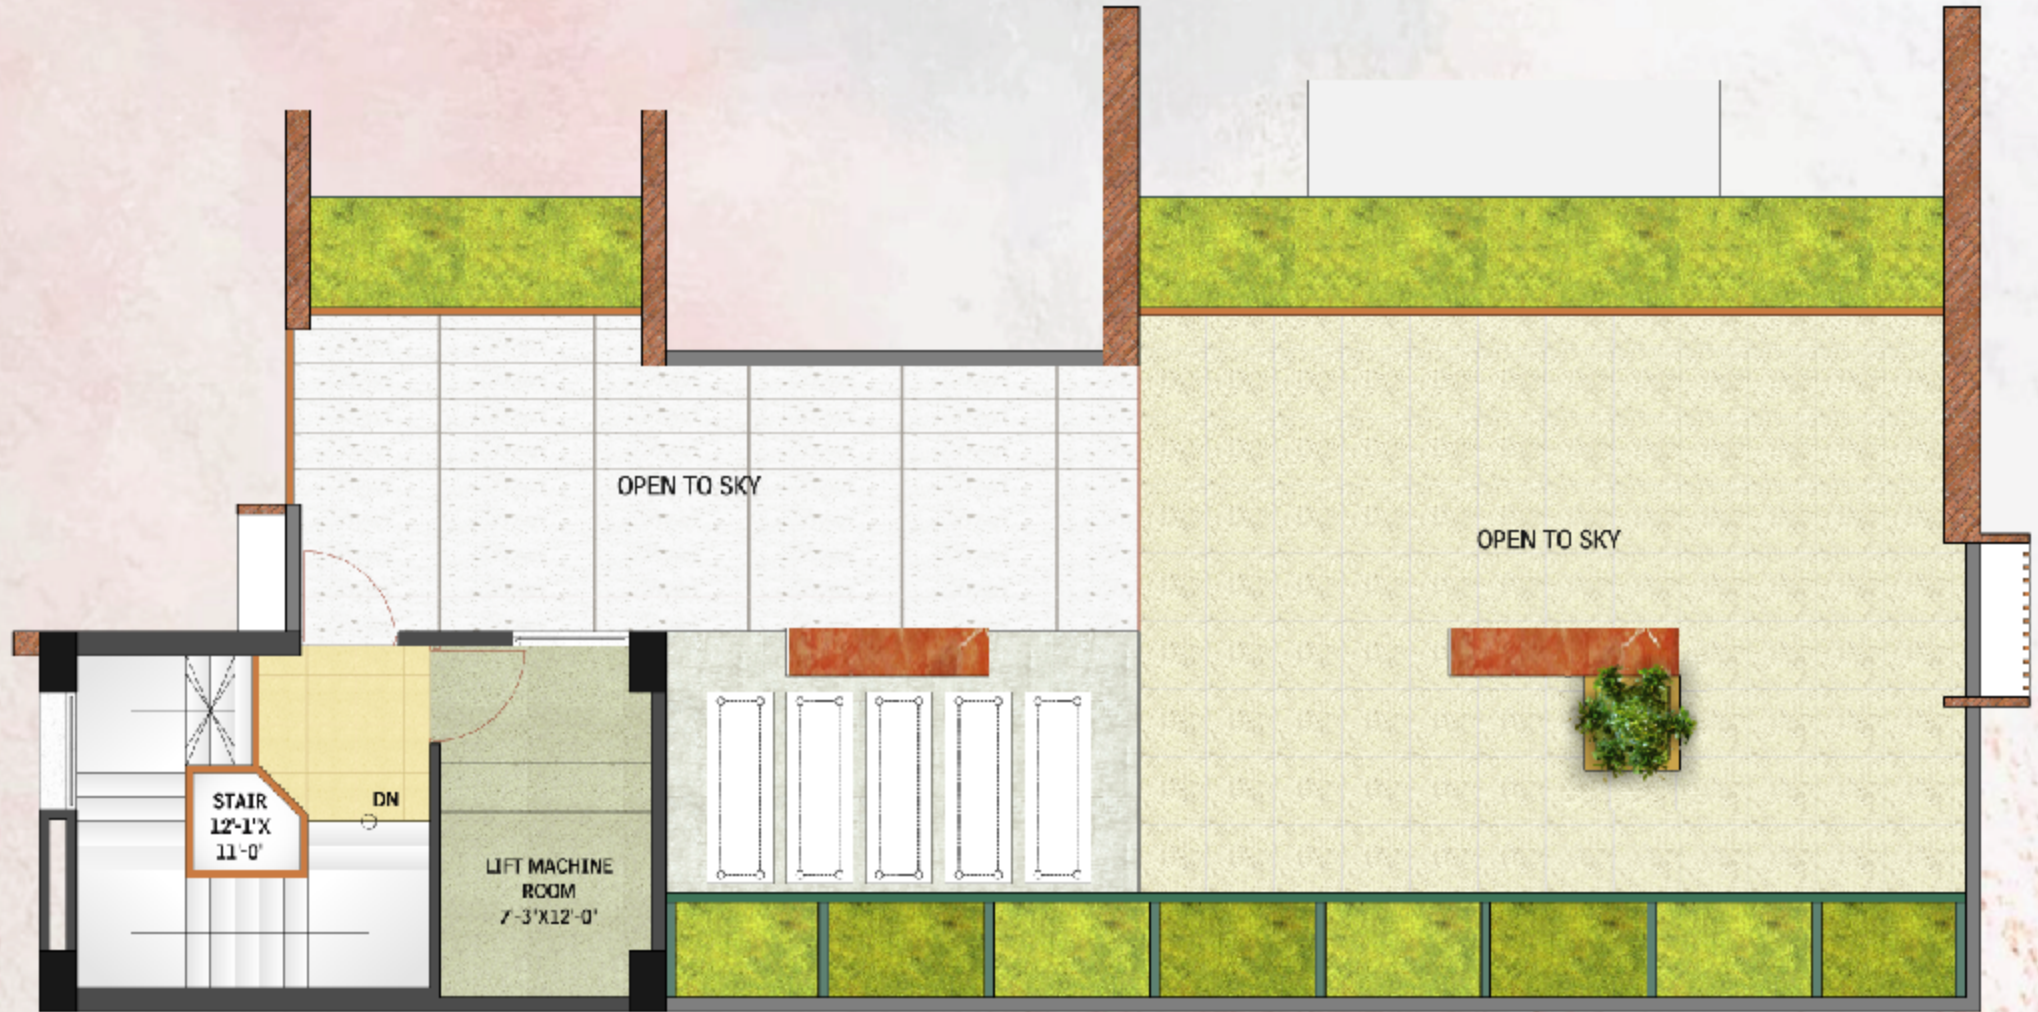 OPEN TO SKY
OPEN TO SKY
STAIR
12'-1'X
11'-0'
DN
LIFT MACHINE
ROOM
7'-3'X12'-0'